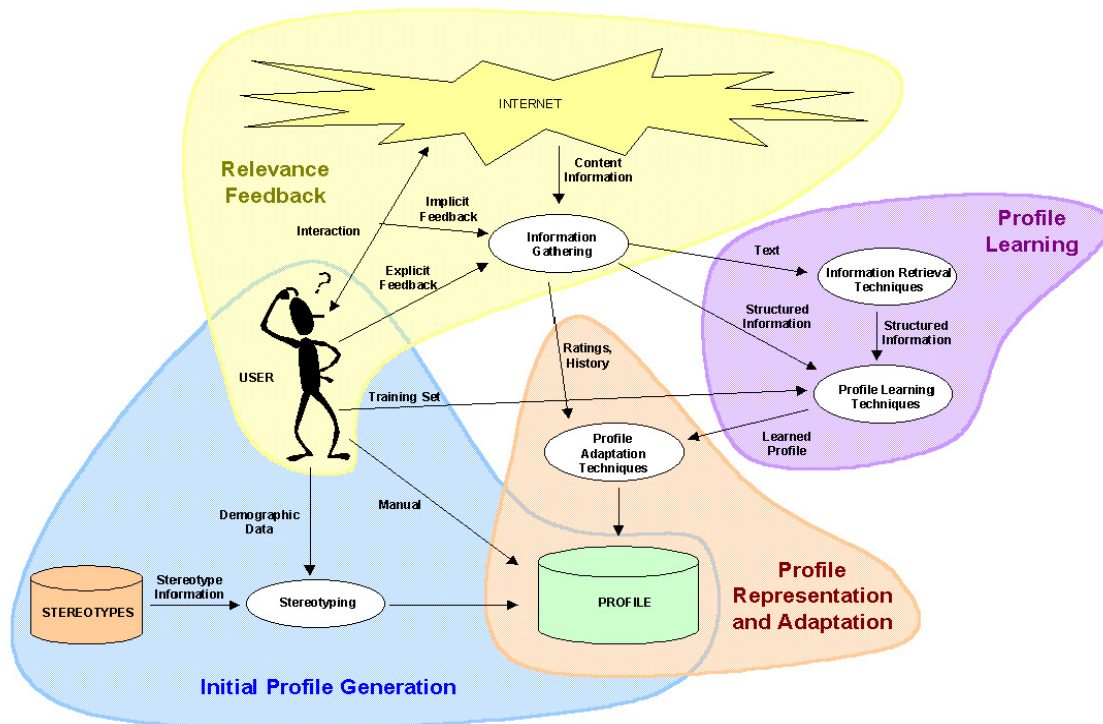 INTERNET
Relevance
Feedback
Content
Information
Implicit
Feedback
Interaction
Information
Gathering
Profile
Learning
Text
Information Retrieval
Techniques
Explicit
Feedback
?
Structured
Information
Structured
Information
Ratings,
History
USER
Training Set
Profile Learning
Techniques
Profile
Adaptation
Techniques
Learned
Profile
Manual
Demographic
Data
Stereotype
Information
STEREOTYPES
Stereotyping
PROFILE
Profile
Representation
and Adaptation
Initial Profile Generation